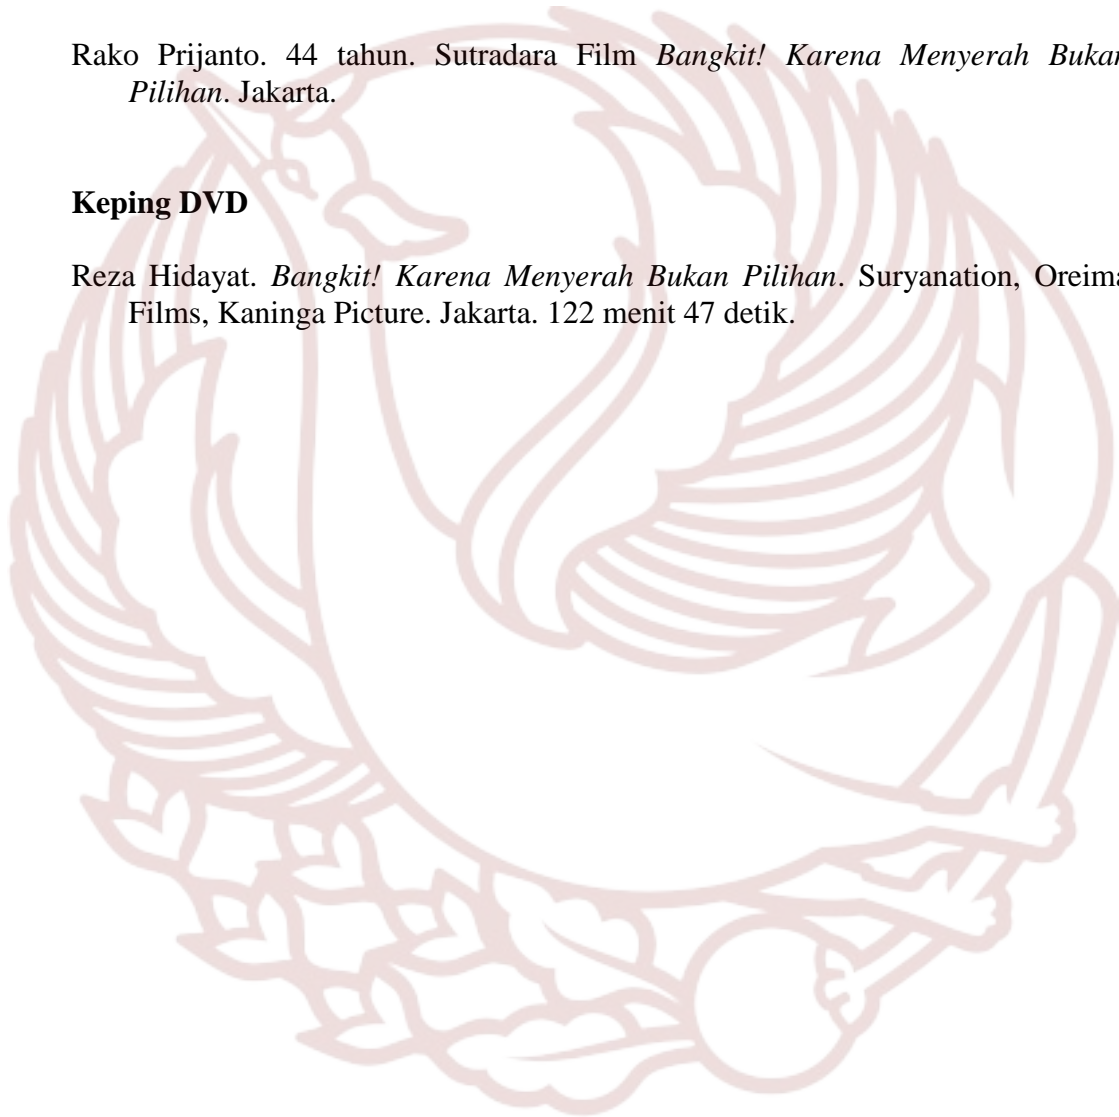 Rako Prijanto. 44 tahun. Sutradara Film Bangkit! Karena Menyerah Bukan
Pilihan. Jakarta.
Keping DVD
Reza Hidayat. Bangkit! Karena Menyerah Bukan Pilihan. Suryanation, Oreima
Films, Kaninga Picture. Jakarta. 122 menit 47 detik.